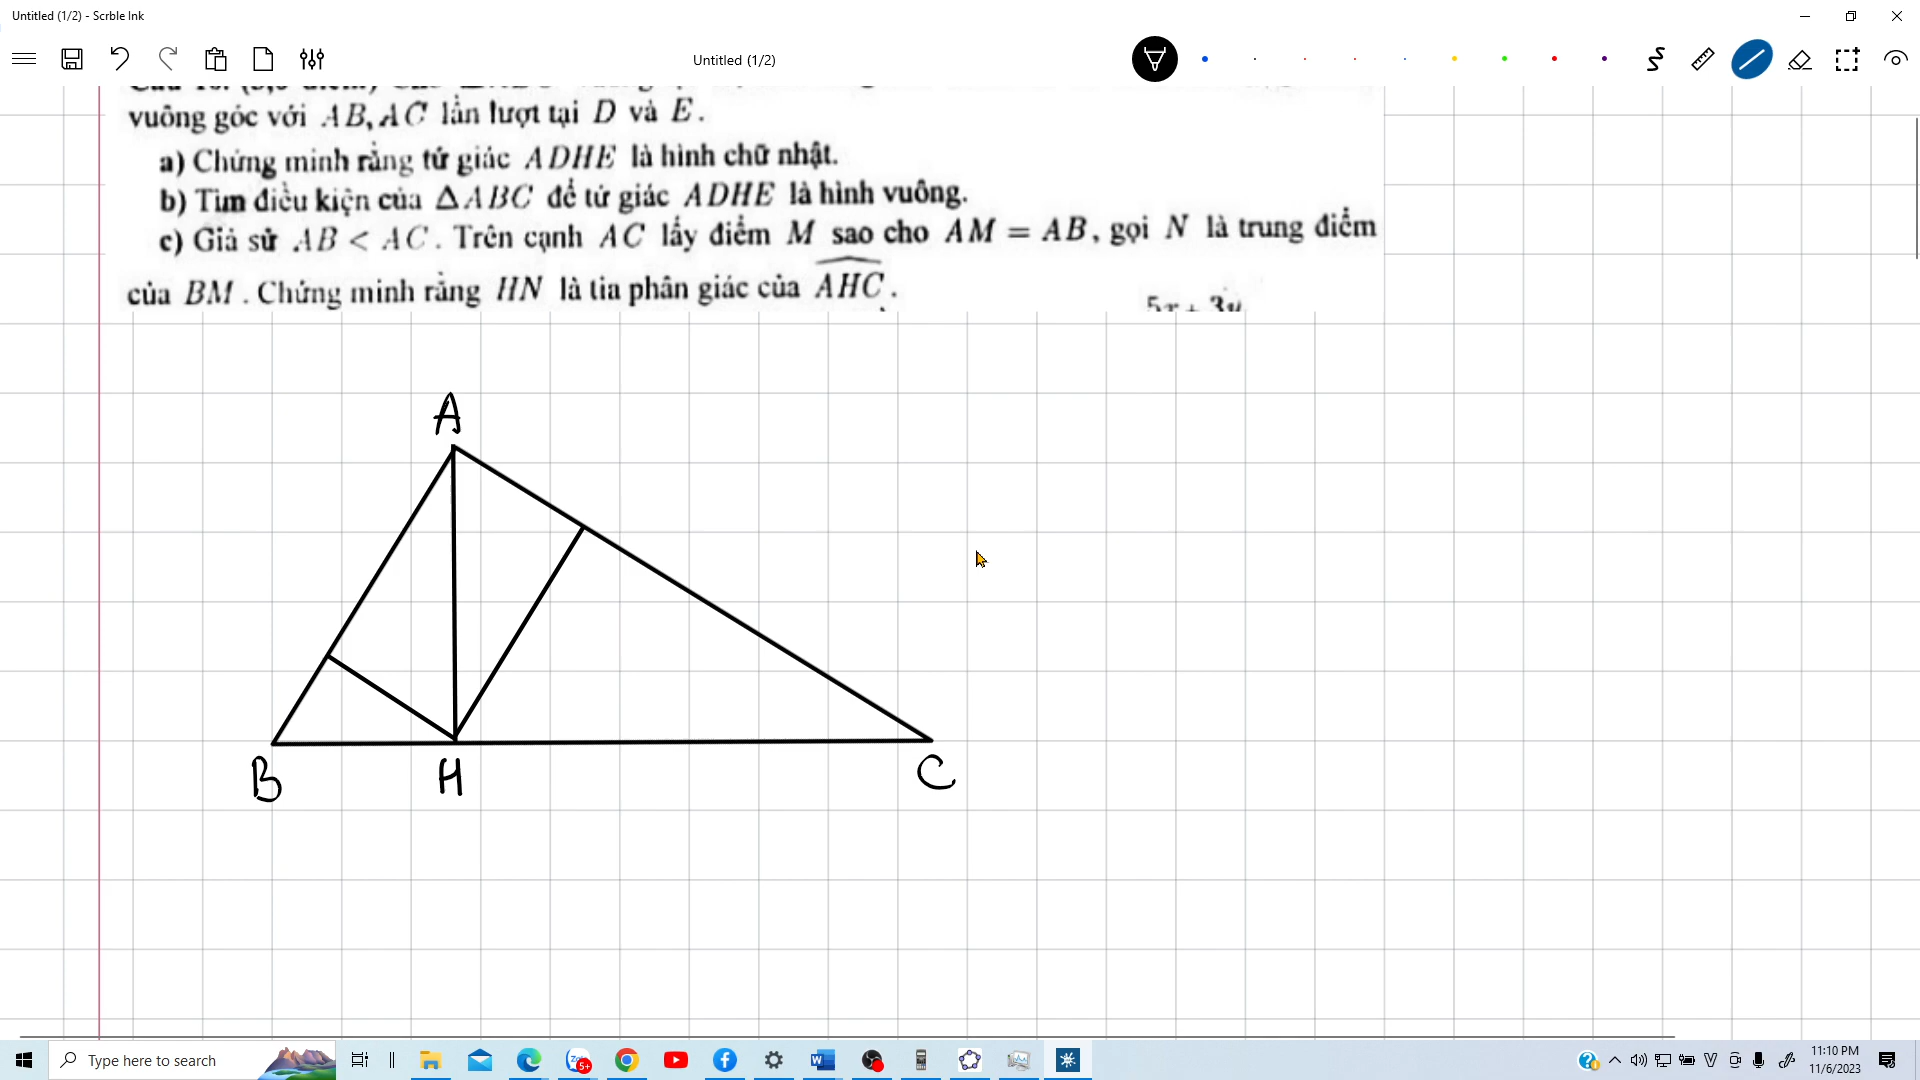 Untitled (1/2) - Scrble Ink
Untitled (1/2)
vuông góc với AB, AC lần lượt tại D và E.
a) Chứng minh rằng tứ giác ADHE là hình chữ nhật.
b) Tìm điều kiện của ΔABC để tứ giác ADHE là hình vuông.
c) Giả sử AB < AC. Trên cạnh AC lấy điểm M sao cho AM = AB, gọi N là trung điểm
của BM. Chứng minh rằng HN là tia phân giác của \widehat{AHC}.
5x + 3y
A
B
H
C
Type here to search
5+
11:10 PM
11/6/2023